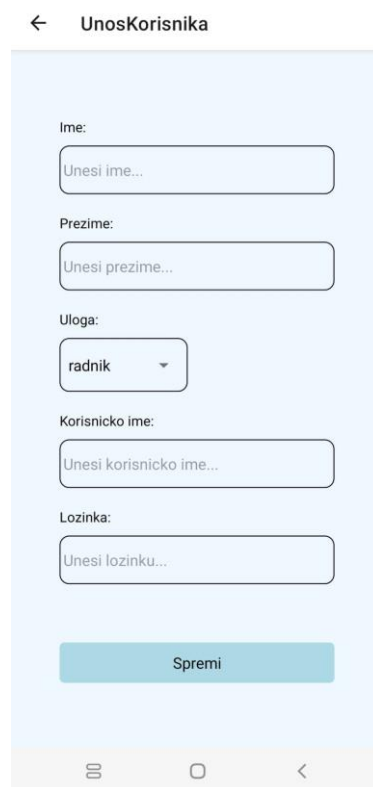 UnosKorisnika
Ime:
Unesi ime...
Prezime:
Unesi prezime...
Uloga:
radnik
Korisnicko ime:
Unesi korisnicko ime...
Lozinka:
Unesi lozinku...
Spremi